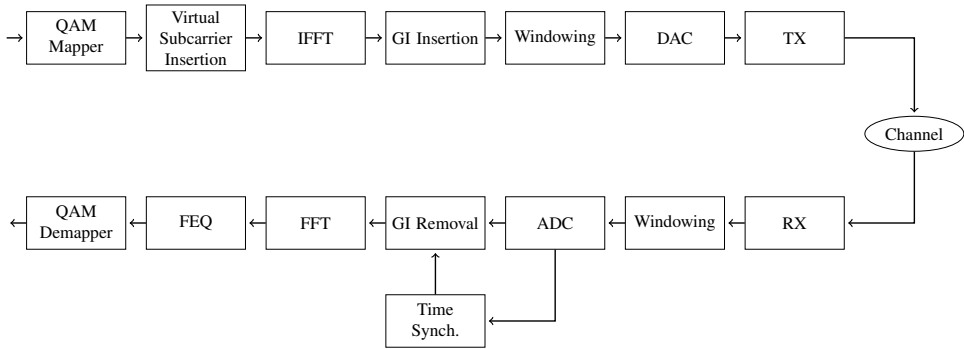 QAM
Mapper
Virtual
Subcarrier
Insertion
IFFT
GI Insertion
Windowing
DAC
TX
Channel
QAM
Demapper
FEQ
FFT
GI Removal
ADC
Windowing
RX
Time
Synch.